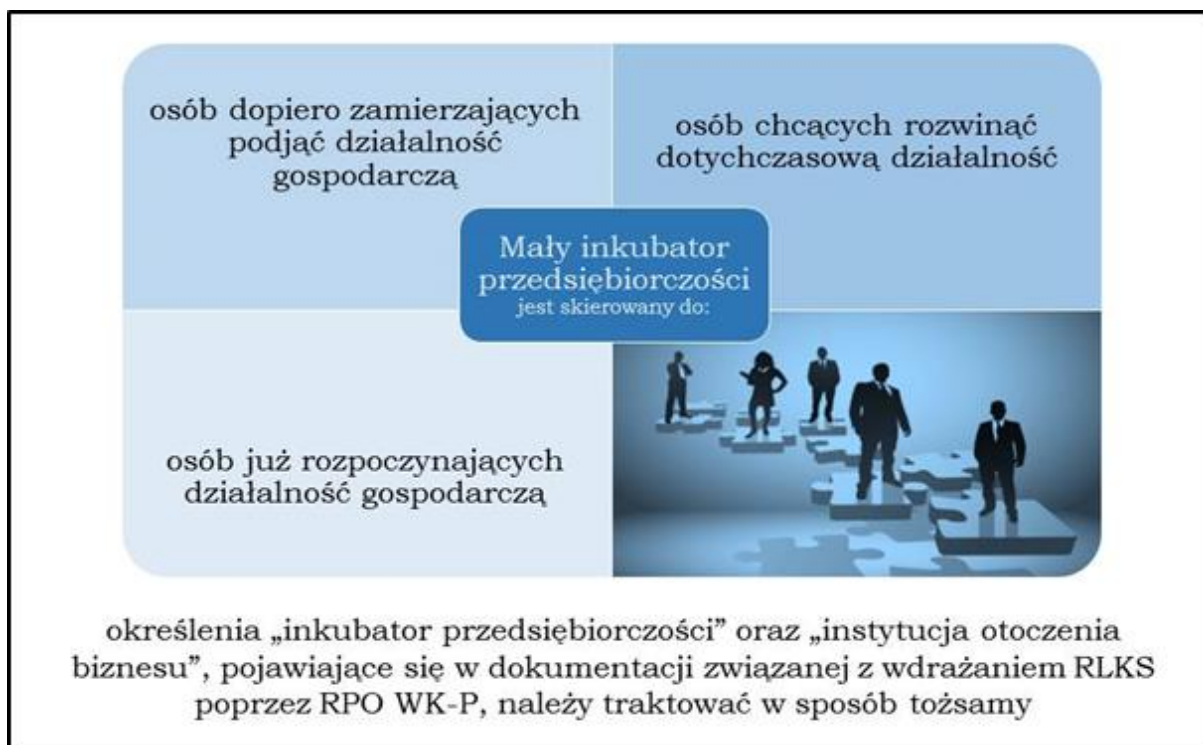 osób dopiero zamierzających
podjąć działalność
gospodarczą
osób chcących rozwinąć
dotychczasową działalność
Mały inkubator
przedsiębiorczości
jest skierowany do:
osób już rozpoczynających
działalność gospodarczą
określenia „inkubator przedsiębiorczości” oraz „instytucja otoczenia
biznesu”, pojawiające się w dokumentacji związanej z wdrażaniem RLKS
poprzez RPO WK-P, należy traktować w sposób tożsamy